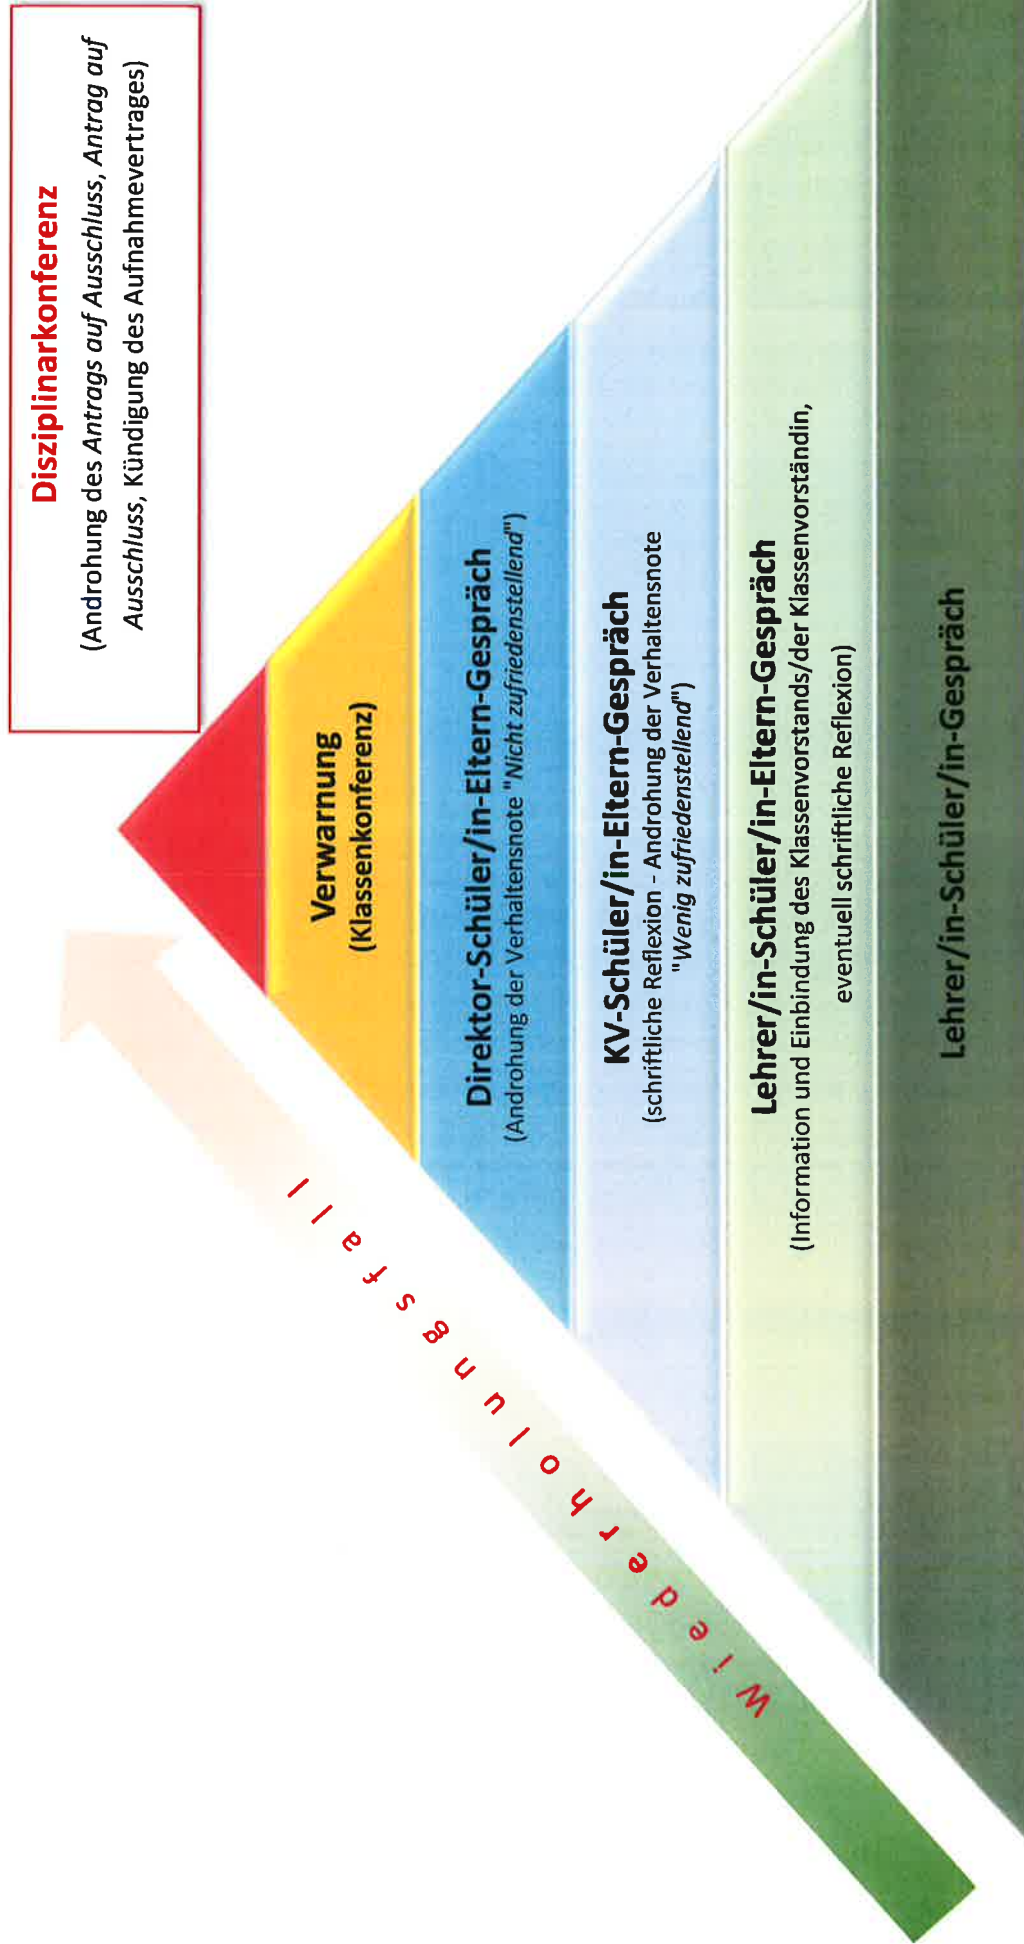 Disziplinarkonferenz
(Androhung des Antrags auf Ausschluss, Antrag auf
Ausschluss, Kündigung des Aufnahmevertrages)
Wiederholungsfall
Verwarnung
(Klassenkonferenz)
Direktor-Schüler/in-Eltern-Gespräch
(Androhung der Verhaltensnote "Nicht zufriedenstellend")
KV-Schüler/in-Eltern-Gespräch
(schriftliche Reflexion - Androhung der Verhaltensnote
"Wenig zufriedenstellend")
Lehrer/in-Schüler/in-Eltern-Gespräch
(Information und Einbindung des Klassenvorstands/der Klassenvorständin,
eventuell schriftliche Reflexion)
Lehrer/in-Schüler/in-Gespräch